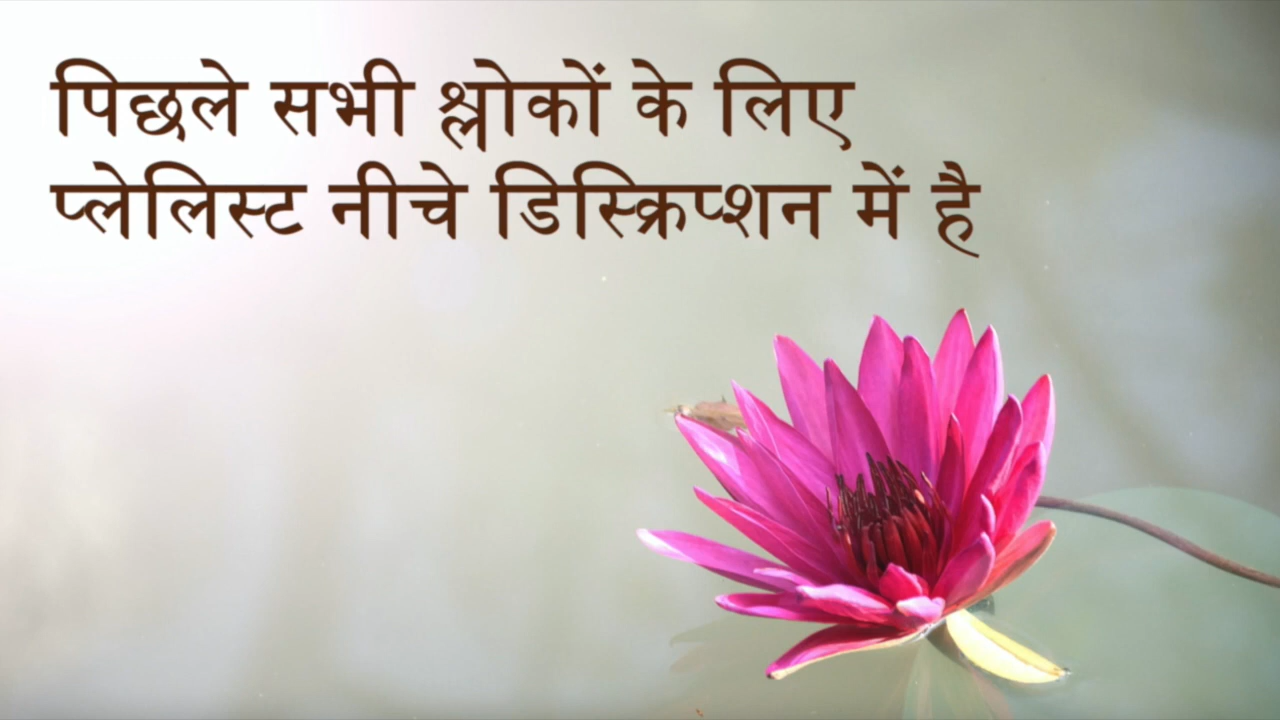 पिछले सभी श्लोकों के लिए
प्लेलिस्ट नीचे डिस्क्रिप्शन में है